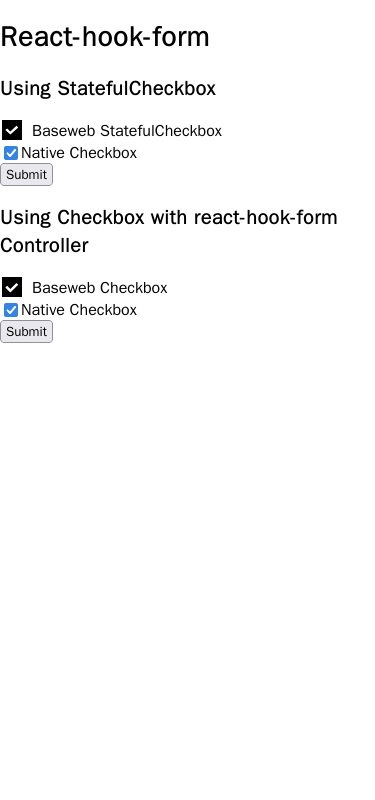 React-hook-form
Using StatefulCheckbox
Baseweb StatefulCheckbox
Native Checkbox
Submit
Using Checkbox with react-hook-form
Controller
Baseweb Checkbox
Native Checkbox
Submit